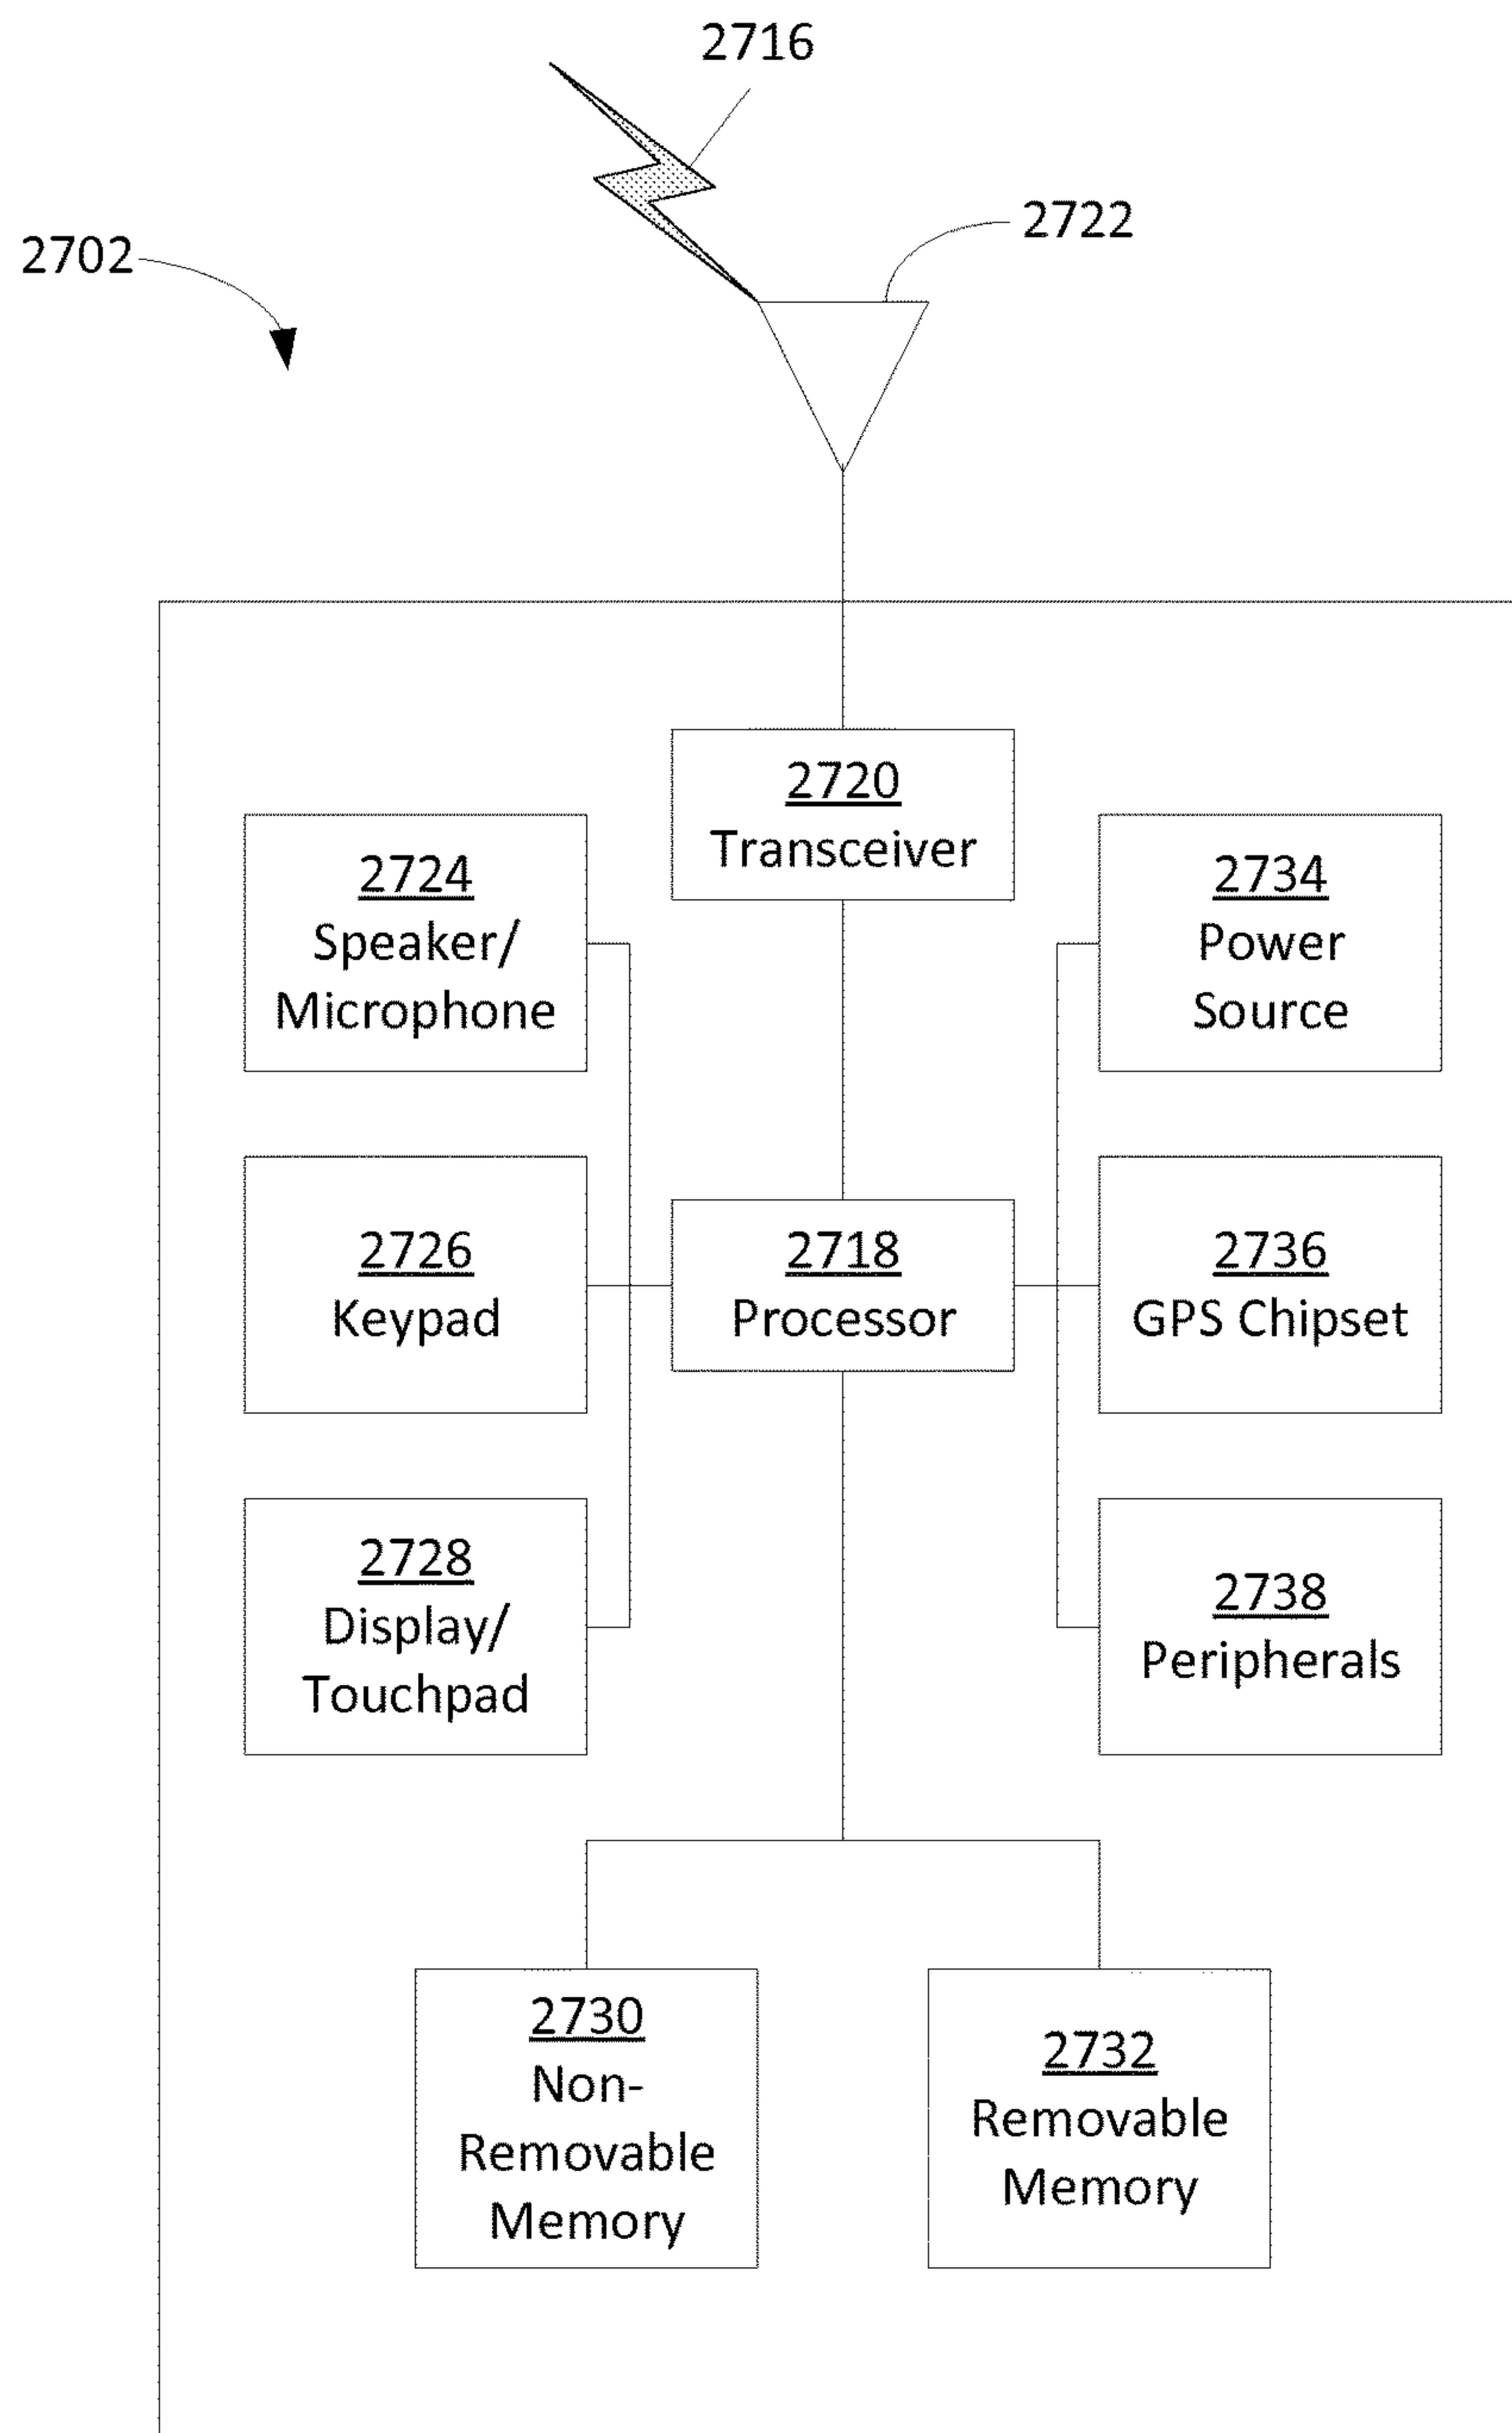 2716
2722
2702
2720
Transceiver
2724
Speaker/
Microphone
2734
Power
Source
2726
Keypad
2718
Processor
2736
GPS Chipset
2728
Display/
Touchpad
2738
Peripherals
2730
Non-
Removable
Memory
2732
Removable
Memory